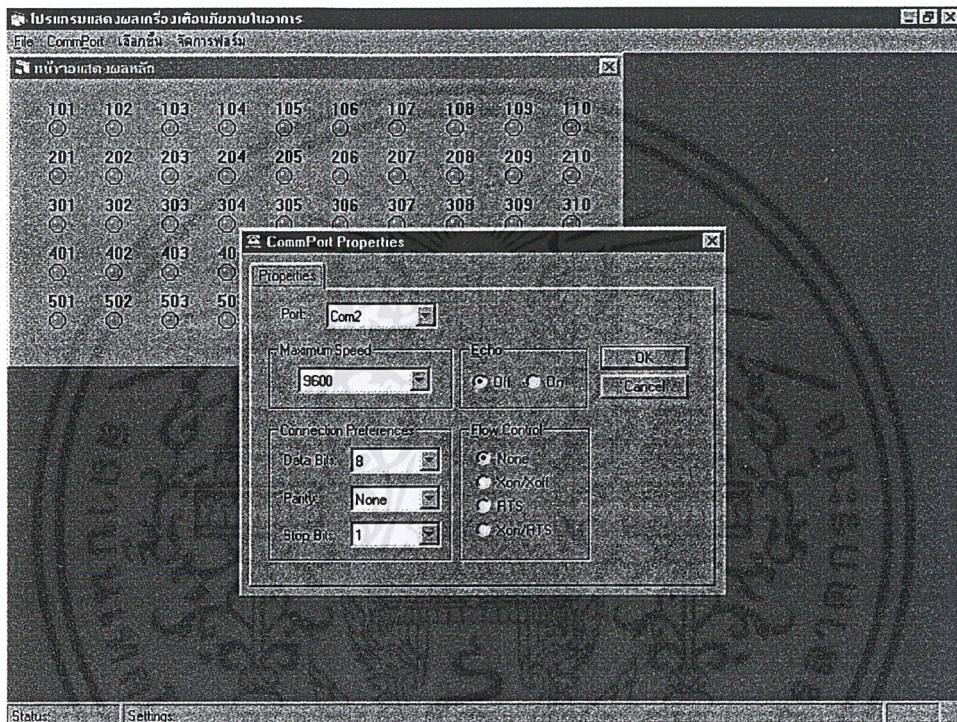 โปรแกรมแสดงผลเครื่องเตือนภัยภายในอาคาร
File CommPort เลือกชั้น จัดการฟอร์ม
หน้าจอแสดงผลหลัก
101 102 103 104 105 106 107 108 109 110
201 202 203 204 205 206 207 208 209 210
301 302 303 304 305 306 307 308 309 310
401 402 403 40
501 502 503 50
CommPort Properties
Properties
Port: Com2
Maximum Speed
9600
Echo
Off On
OK
Cancel
Connection Preferences
Data Bits: 8
Parity: None
Stop Bits: 1
Flow Control
None
Xon/Xoff
RTS
Xon/RTS
Status: Settings: